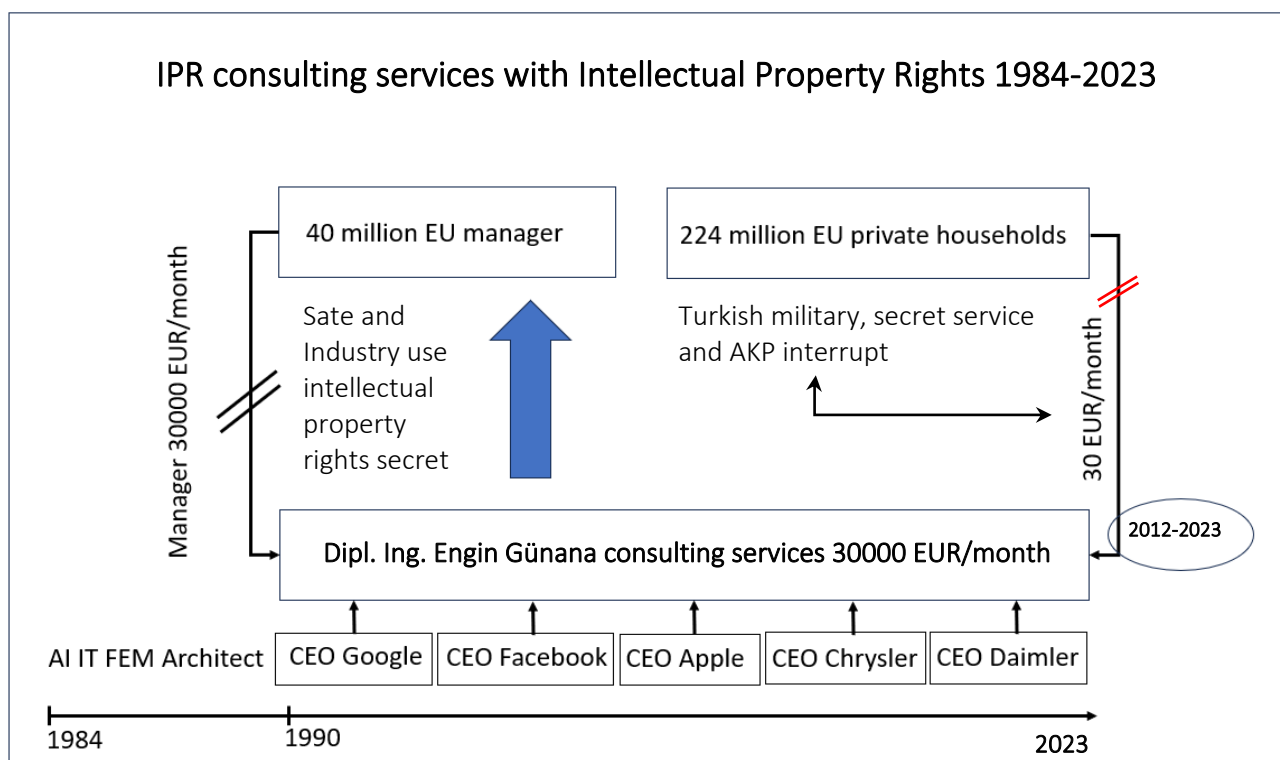 IPR consulting services with Intellectual Property Rights 1984-2023
40 million EU manager
224 million EU private households
Manager 30000 EUR/month
Sate and
Industry use
intellectual
property
rights secret
Turkish military, secret service
and AKP interrupt
30 EUR/month
2012-2023
Dipl. Ing. Engin Günana consulting services 30000 EUR/month
AI IT FEM Architect
CEO Google
CEO Facebook
CEO Apple
CEO Chrysler
CEO Daimler
1984
1990
2023